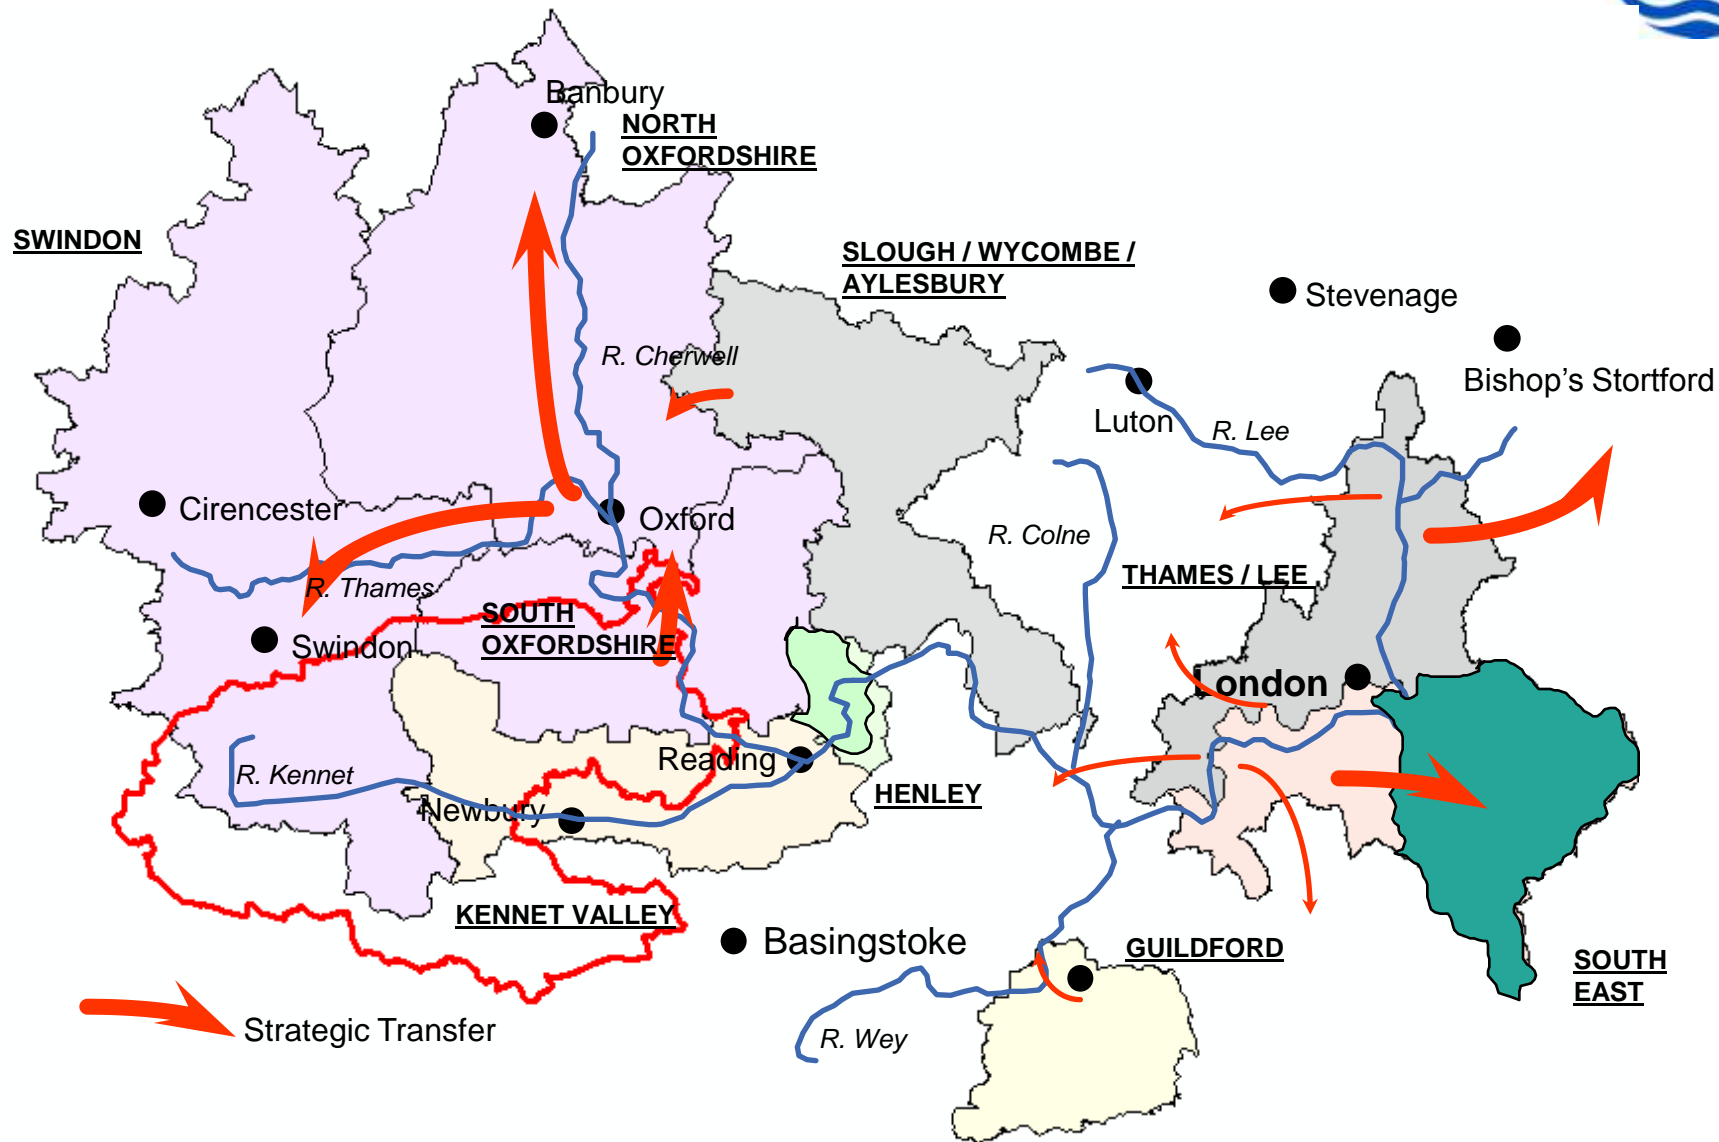 Banbury
NORTH
OXFORDSHIRE
SWINDON
SLOUGH / WYCOMBE /
AYLESBURY
Stevenage
R. Cherwell
Bishop's Stortford
Luton
R. Lee
Cirencester
Oxford
R. Colne
THAMES / LEE
R. Thames
SOUTH
OXFORDSHIRE
Swindon
London
Reading
R. Kennet
HENLEY
Newbury
KENNET VALLEY
Basingstoke
GUILDFORD
SOUTH
EAST
Strategic Transfer
R. Wey